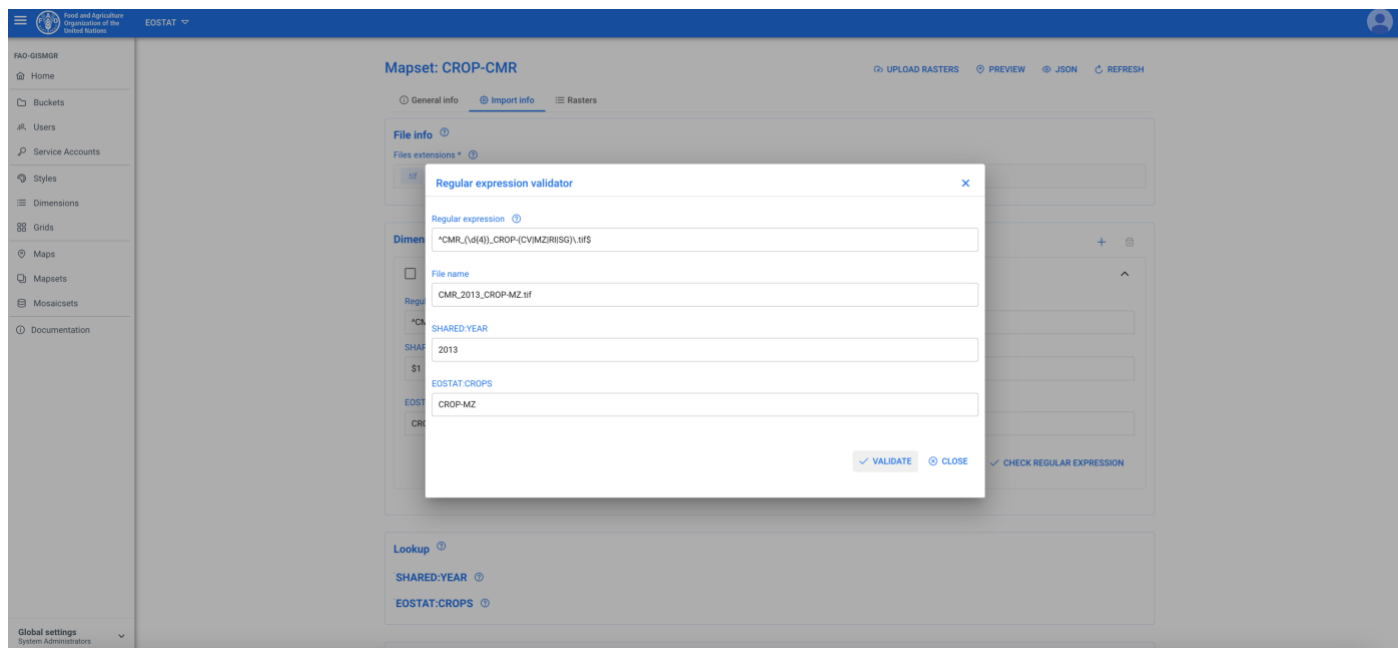 Food and Agriculture
Organization of the
United Nations
EOSTAT
FAO-GISMGR
Home
Buckets
Users
Service Accounts
Styles
Dimensions
Grids
Maps
Mapsets
Mosaicsets
Documentation
Global settings
System Administrators
Mapset: CROP-CMR
UPLOAD RASTERS PREVIEW JSON REFRESH
General info Import info Rasters
File info
Files extensions *
tif
Regular expression validator
Regular expression
^CMR_(\d{4})_CROP-(CV|MZ|RI|SG)\.tif$
Dimen
File name
CMR_2013_CROP-MZ.tif
Regul
^CM
SHARED:YEAR
2013
SHAR
$1
EOSTAT:CROPS
CROP-MZ
EOST
CRO
VALIDATE CLOSE
CHECK REGULAR EXPRESSION
Lookup
SHARED:YEAR
EOSTAT:CROPS